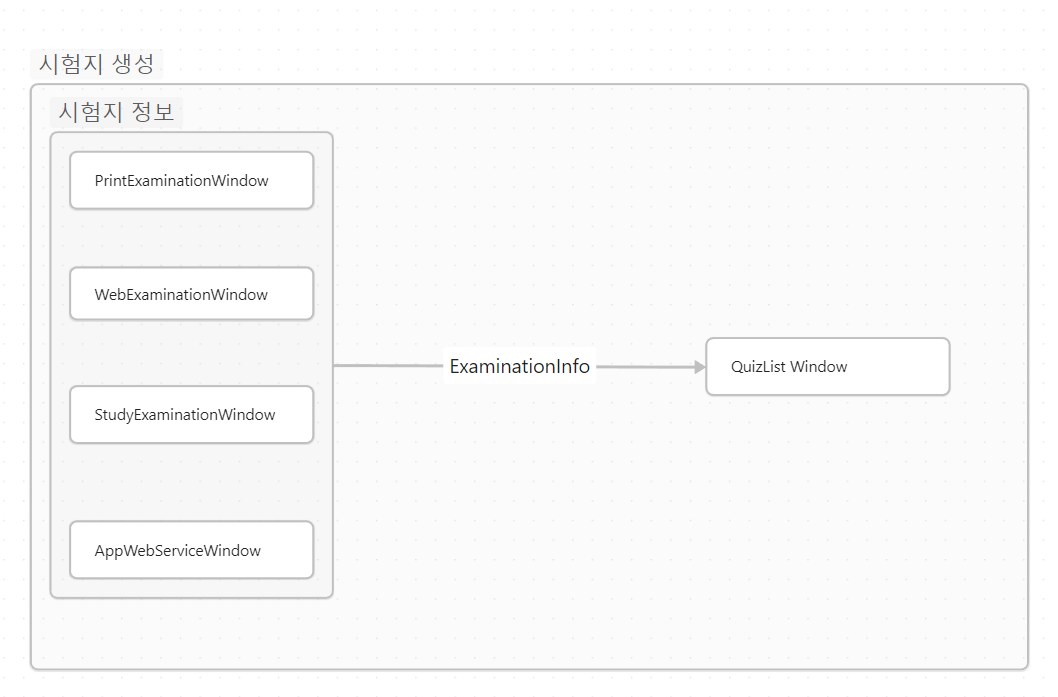 시험지 생성
시험지 정보
PrintExaminationWindow
WebExaminationWindow
ExaminationInfo
QuizList Window
StudyExaminationWindow
AppWebServiceWindow